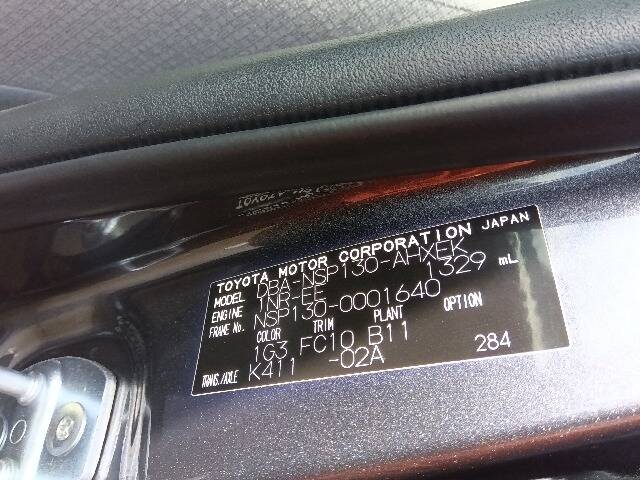 TOYOTA MOTOR CORPORATION JAPAN
MODEL DBA-NSP130-AHXEK
ENGINE 1NR-FE 1329 mL
FRAME No. NSP130-0001640
COLOR TRIM PLANT OPTION
1G3 FC10 B11
TRANS./AXLE K411 -02A 284